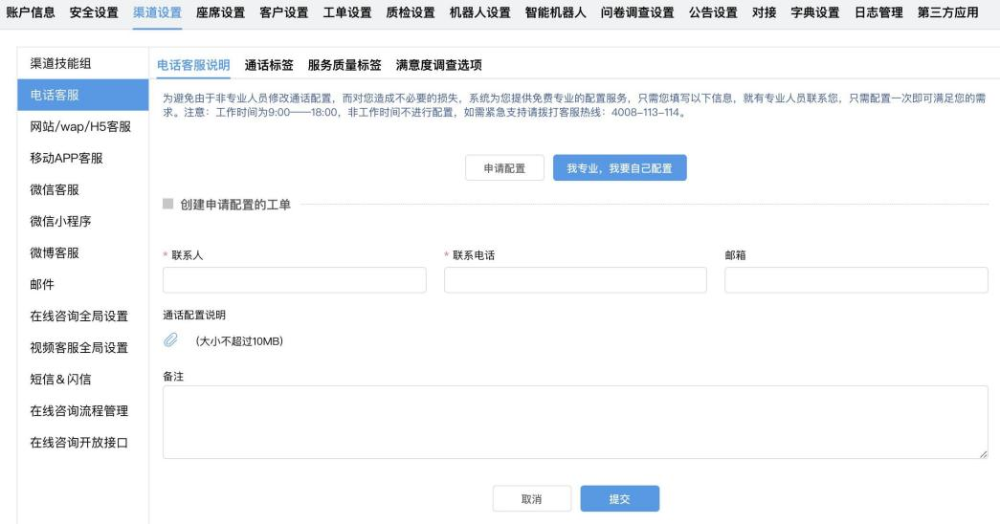 账户信息 安全设置 渠道设置 座席设置 客户设置 工单设置 质检设置 机器人设置 智能机器人 问卷调查设置 公告设置 对接 字典设置 日志管理 第三方应用
渠道技能组
电话客服
网站/wap/H5客服
移动APP客服
微信客服
微信小程序
微博客服
邮件
在线咨询全局设置
视频客服全局设置
短信&闪信
在线咨询流程管理
在线咨询开放接口
电话客服说明 通话标签 服务质量标签 满意度调查选项
为避免由于非专业人员修改通话配置，而对您造成不必要的损失，系统为您提供免费专业的配置服务，只需您填写以下信息，就有专业人员联系您，只需配置一次即可满足您的需
求。注意：工作时间为9:00——18:00，非工作时间不进行配置，如需紧急支持请拨打客服热线：4008-113-114。
申请配置 我专业，我要自己配置
创建申请配置的工单
* 联系人 * 联系电话 邮箱
通话配置说明
（大小不超过10MB）
备注
取消 提交